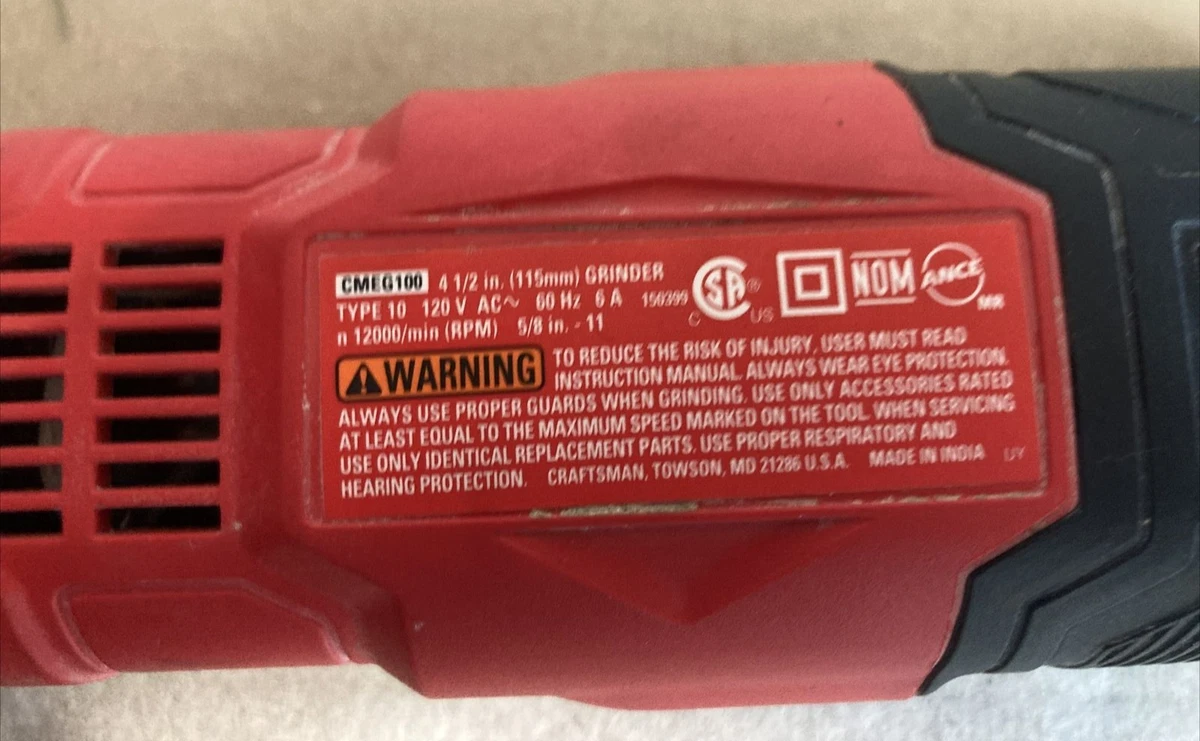 CMEG100 4 1/2 in. (115mm) GRINDER
TYPE 10 120 V AC~ 60 Hz 6 A 150399
n 12000/min (RPM) 5/8 in. - 11
C SA ® US
NOM
ANCE MR
WARNING TO REDUCE THE RISK OF INJURY, USER MUST READ
INSTRUCTION MANUAL. ALWAYS WEAR EYE PROTECTION.
ALWAYS USE PROPER GUARDS WHEN GRINDING. USE ONLY ACCESSORIES RATED
AT LEAST EQUAL TO THE MAXIMUM SPEED MARKED ON THE TOOL. WHEN SERVICING
USE ONLY IDENTICAL REPLACEMENT PARTS. USE PROPER RESPIRATORY AND
HEARING PROTECTION. CRAFTSMAN, TOWSON, MD 21286 U.S.A. MADE IN INDIA